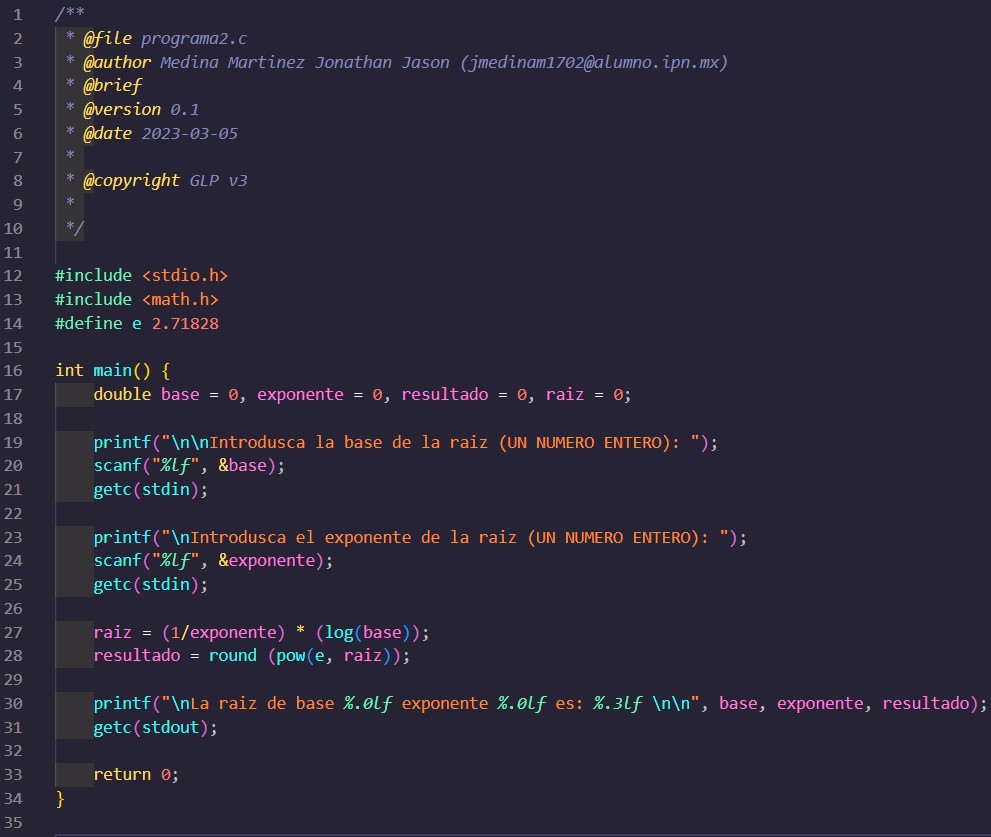 1 /**
2  * @file programa2.c
3  * @author Medina Martinez Jonathan Jason (jmedinam1702@alumno.ipn.mx)
4  * @brief
5  * @version 0.1
6  * @date 2023-03-05
7  *
8  * @copyright GLP v3
9  *
10  */
11
12 #include <stdio.h>
13 #include <math.h>
14 #define e 2.71828
15
16 int main() {
17     double base = 0, exponente = 0, resultado = 0, raiz = 0;
18
19     printf("\n\nIntrodusca la base de la raiz (UN NUMERO ENTERO): ");
20     scanf("%lf", &base);
21     getc(stdin);
22
23     printf("\nIntrodusca el exponente de la raiz (UN NUMERO ENTERO): ");
24     scanf("%lf", &exponente);
25     getc(stdin);
26
27     raiz = (1/exponente) * (log(base));
28     resultado = round (pow(e, raiz));
29
30     printf("\nLa raiz de base %.0lf exponente %.0lf es: %.3lf \n\n", base, exponente, resultado);
31     getc(stdout);
32
33     return 0;
34 }
35